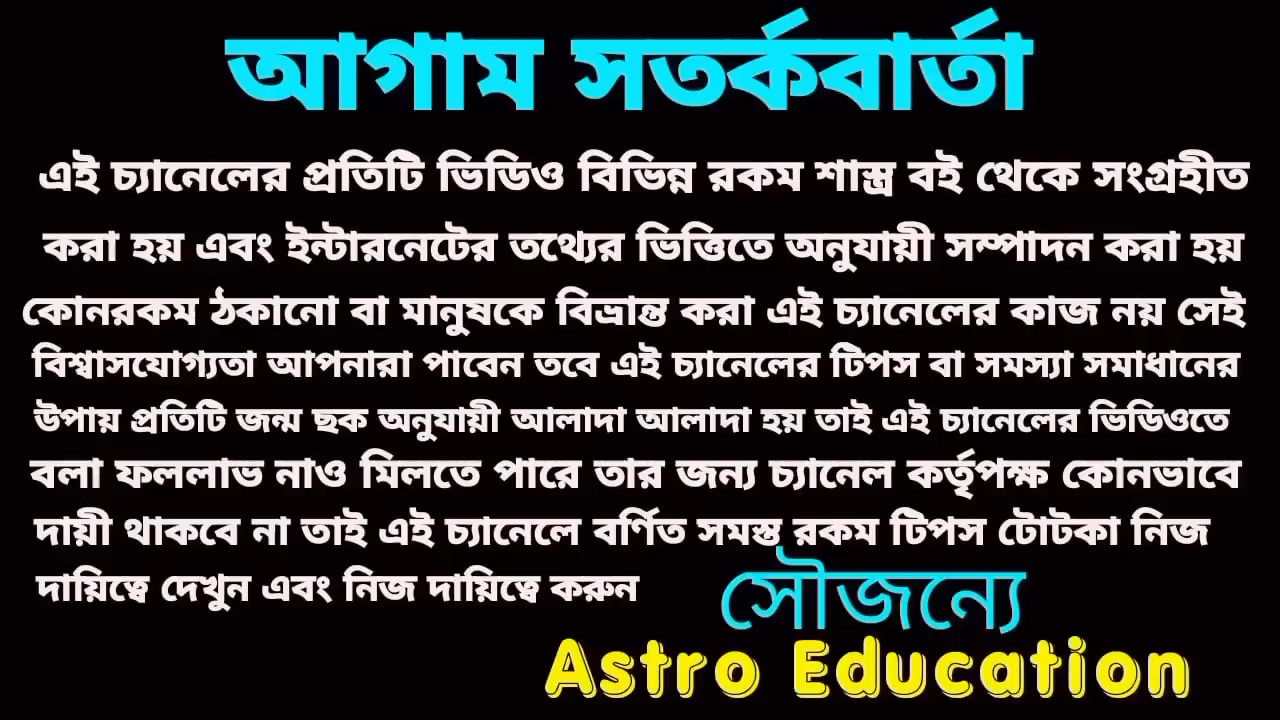 আগাম সতর্কবার্তা
এই চ্যানেলের প্রতিটি ভিডিও বিভিন্ন রকম শাস্ত্র বই থেকে সংগ্রহীত
করা হয় এবং ইন্টারনেটের তথ্যের ভিত্তিতে অনুযায়ী সম্পাদন করা হয়
কোনরকম ঠকানো বা মানুষকে বিভ্রান্ত করা এই চ্যানেলের কাজ নয় সেই
বিশ্বাসযোগ্যতা আপনারা পাবেন তবে এই চ্যানেলের টিপস বা সমস্যা সমাধানের
উপায় প্রতিটি জন্ম ছক অনুযায়ী আলাদা আলাদা হয় তাই এই চ্যানেলের ভিডিওতে
বলা ফললাভ নাও মিলতে পারে তার জন্য চ্যানেল কর্তৃপক্ষ কোনভাবে
দায়ী থাকবে না তাই এই চ্যানেলে বর্ণিত সমস্ত রকম টিপস টোটকা নিজ
দায়িত্বে দেখুন এবং নিজ দায়িত্বে করুন
সৌজন্যে
Astro Education